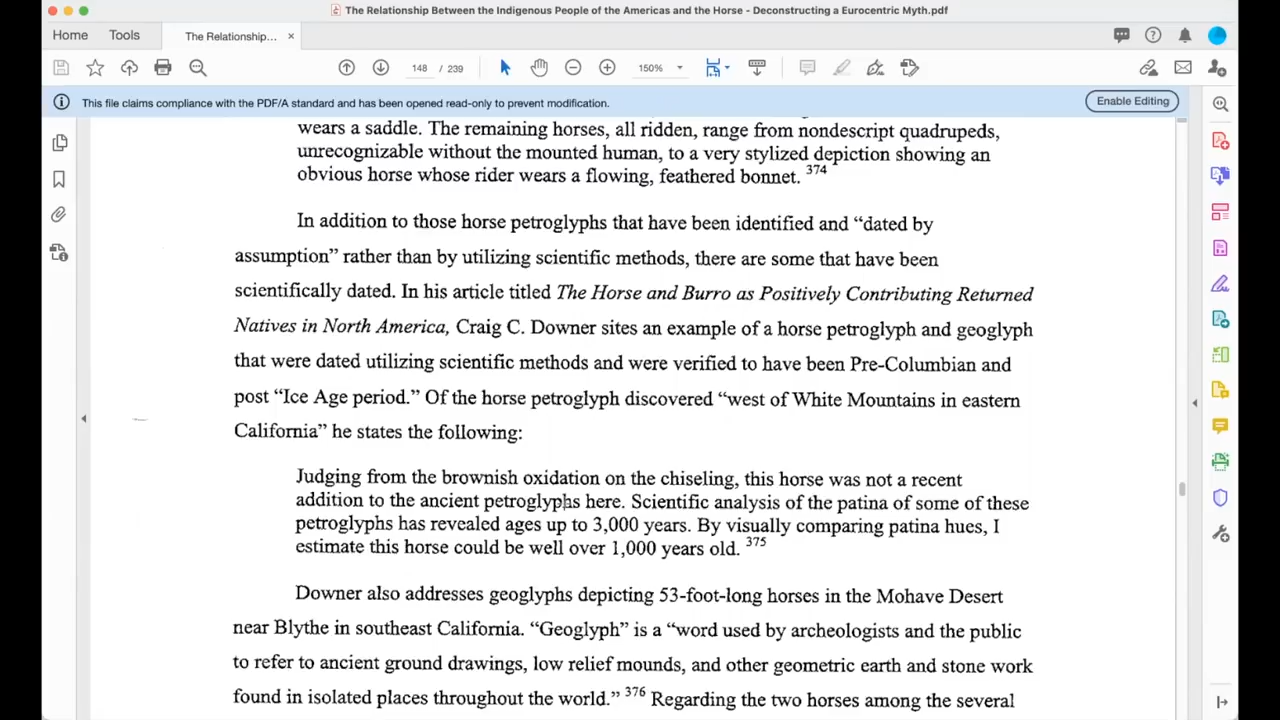 The Relationship Between the Indigenous People of the Americas and the Horse - Deconstructing a Eurocentric Myth.pdf
Home
Tools
The Relationship...
×
148 / 239
150%
This file claims compliance with the PDF/A standard and has been opened read-only to prevent modification.
Enable Editing
wears a saddle. The remaining horses, all ridden, range from nondescript quadrupeds,
unrecognizable without the mounted human, to a very stylized depiction showing an
obvious horse whose rider wears a flowing, feathered bonnet. 374
In addition to those horse petroglyphs that have been identified and “dated by
assumption” rather than by utilizing scientific methods, there are some that have been
scientifically dated. In his article titled The Horse and Burro as Positively Contributing Returned
Natives in North America, Craig C. Downer sites an example of a horse petroglyph and geoglyph
that were dated utilizing scientific methods and were verified to have been Pre-Columbian and
post “Ice Age period.” Of the horse petroglyph discovered “west of White Mountains in eastern
California” he states the following:
Judging from the brownish oxidation on the chiseling, this horse was not a recent
addition to the ancient petroglyphs here. Scientific analysis of the patina of some of these
petroglyphs has revealed ages up to 3,000 years. By visually comparing patina hues, I
estimate this horse could be well over 1,000 years old. 375
Downer also addresses geoglyphs depicting 53-foot-long horses in the Mohave Desert
near Blythe in southeast California. “Geoglyph” is a “word used by archeologists and the public
to refer to ancient ground drawings, low relief mounds, and other geometric earth and stone work
found in isolated places throughout the world.” 376 Regarding the two horses among the several